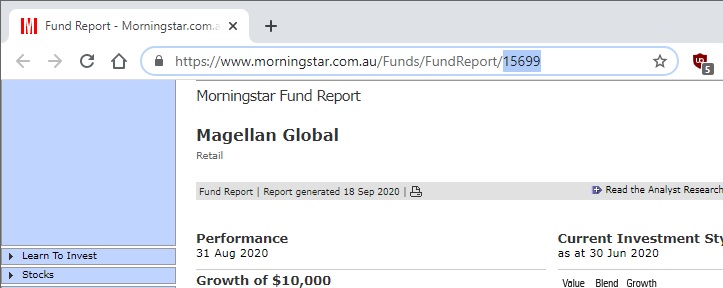 Fund Report - Morningstar.com.a
https://www.morningstar.com.au/Funds/FundReport/15699
5
Morningstar Fund Report
Magellan Global
Retail
Fund Report | Report generated 18 Sep 2020 |
Read the Analyst Research
Performance
31 Aug 2020
Current Investment Sty
as at 30 Jun 2020
Learn To Invest
Stocks
Growth of $10,000
Value Blend Growth